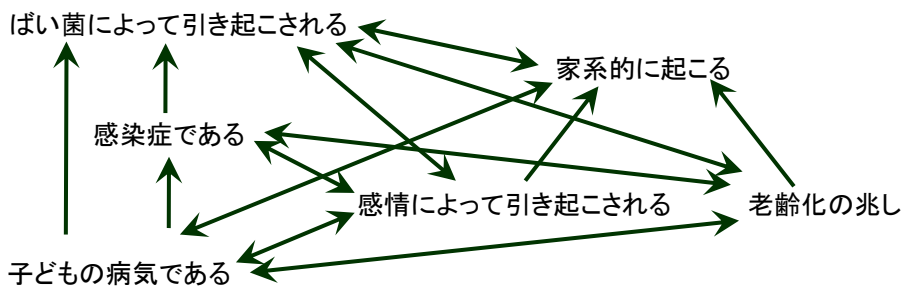 ばい菌によって引き起こされる
家系的に起こる
感染症である
感情によって引き起こされる
老齢化の兆し
子どもの病気である